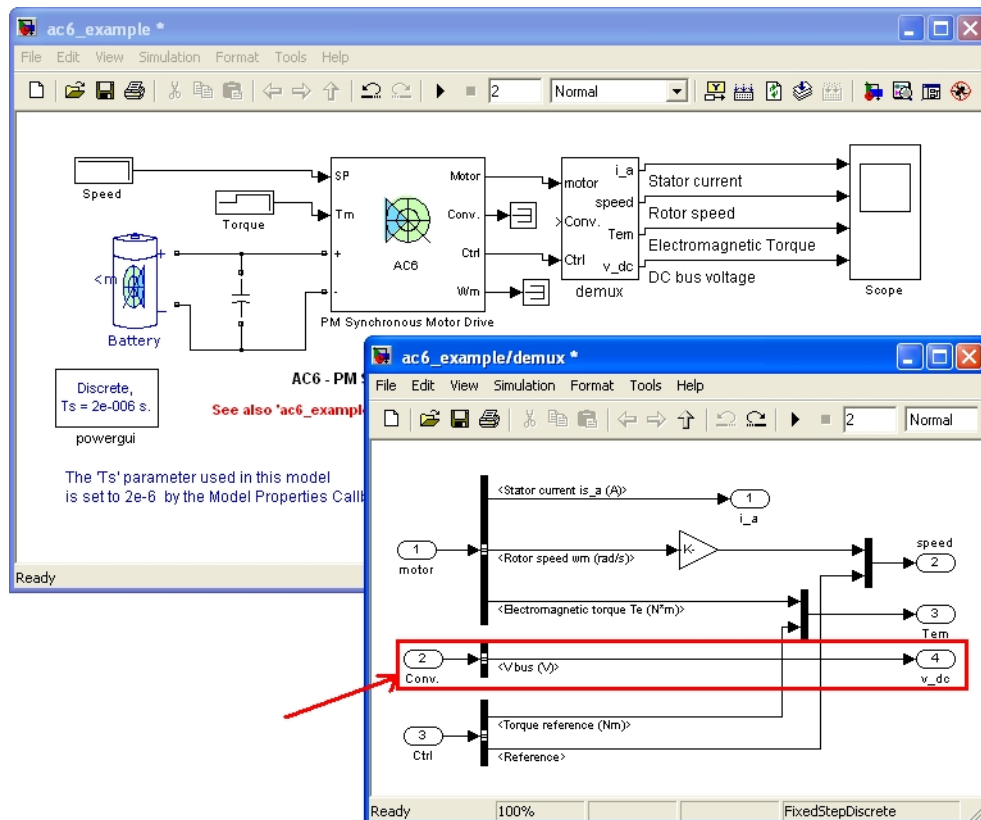 ac6_example *
File Edit View Simulation Format Tools Help
2 Normal
Speed
SP
Motor
motor
i_a
Stator current
speed
Rotor speed
Torque
Tm
Conv.
>Conv.
Tem
Electromagnetic Torque
+
+
Ctrl
Ctrl
v_dc
DC bus voltage
<m
AC6
-
-
Wm
demux
Scope
PM Synchronous Motor Drive
Battery
Discrete,
Ts = 2e-006 s.
powergui
AC6 - PM S
See also 'ac6_example
The 'Ts' parameter used in this model
is set to 2e-6 by the Model Properties Callb
Ready
ac6_example/demux *
File Edit View Simulation Format Tools Help
2 Normal
<Stator current is_a (A)>
1
i_a
1
motor
<Rotor speed wm (rad/s)>
K-
speed
2
<Electromagnetic torque Te (N*m)>
3
Tem
2
Conv.
<Vbus (V)>
4
v_dc
<Torque reference (Nm)>
3
Ctrl
<Reference>
Ready 100% FixedStepDiscrete